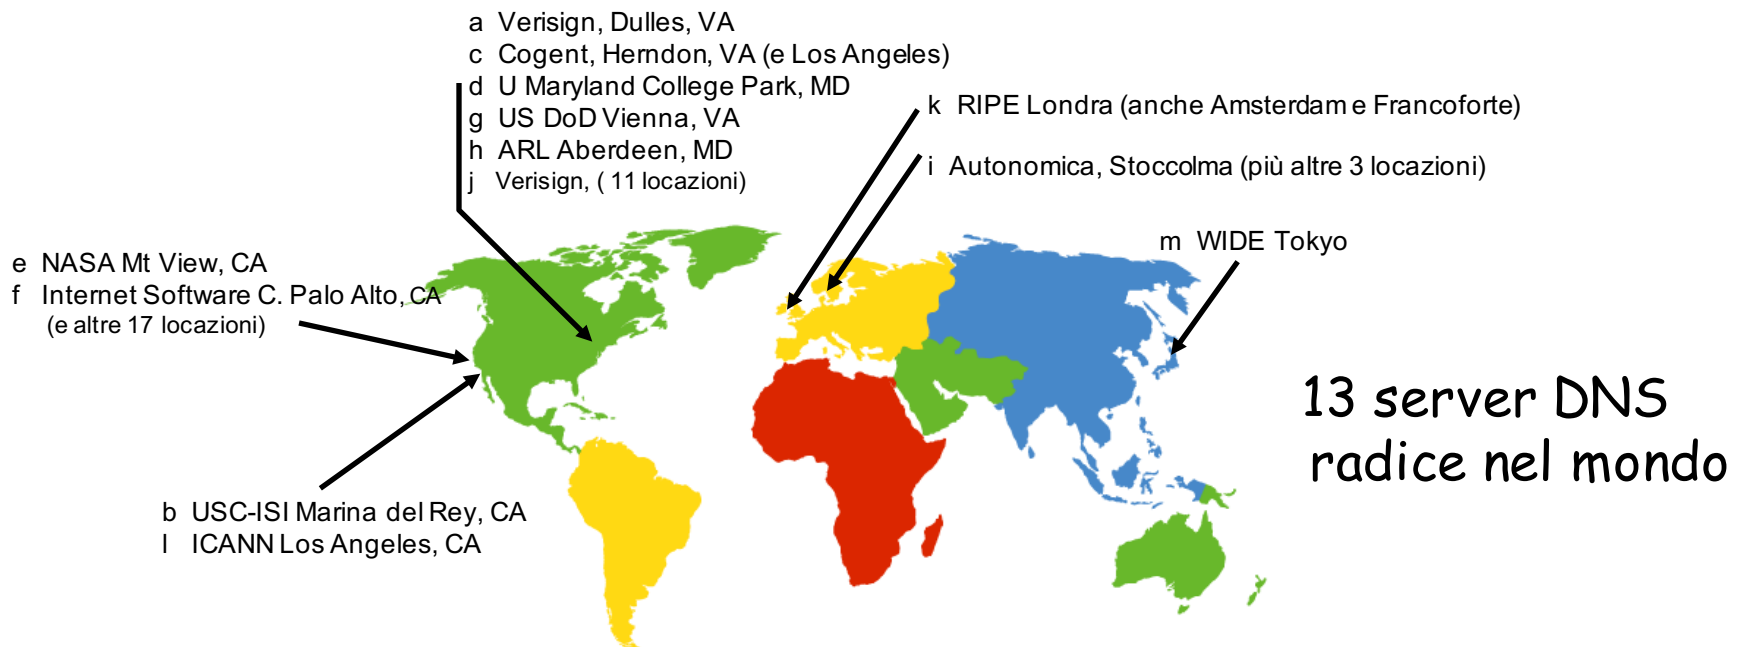 a Verisign, Dulles, VA
c Cogent, Herndon, VA (e Los Angeles)
d U Maryland College Park, MD
g US DoD Vienna, VA
h ARL Aberdeen, MD
j Verisign, ( 11 locazioni)
k RIPE Londra (anche Amsterdam e Francoforte)
i Autonomica, Stoccolma (più altre 3 locazioni)
m WIDE Tokyo
e NASA Mt View, CA
f Internet Software C. Palo Alto, CA
(e altre 17 locazioni)
b USC-ISI Marina del Rey, CA
l ICANN Los Angeles, CA
13 server DNS
radice nel mondo